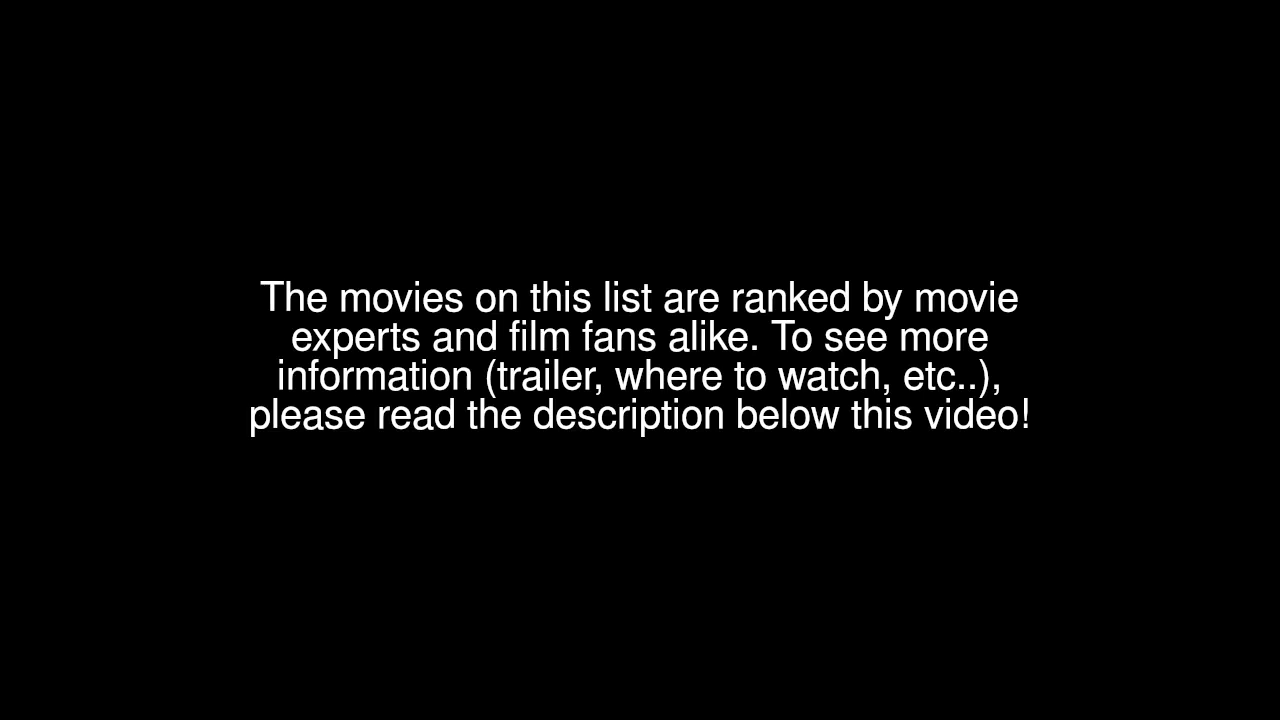 The movies on this list are ranked by movie
experts and film fans alike. To see more
information (trailer, where to watch, etc..),
please read the description below this video!